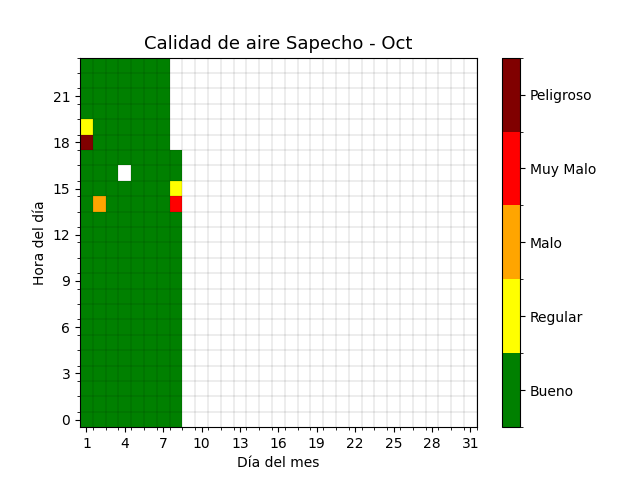 Calidad de aire Sapecho - Oct
Hora del día
21
18
15
12
9
6
3
0
1 4 7 10 13 16 19 22 25 28 31
Día del mes
Peligroso
Muy Malo
Malo
Regular
Bueno